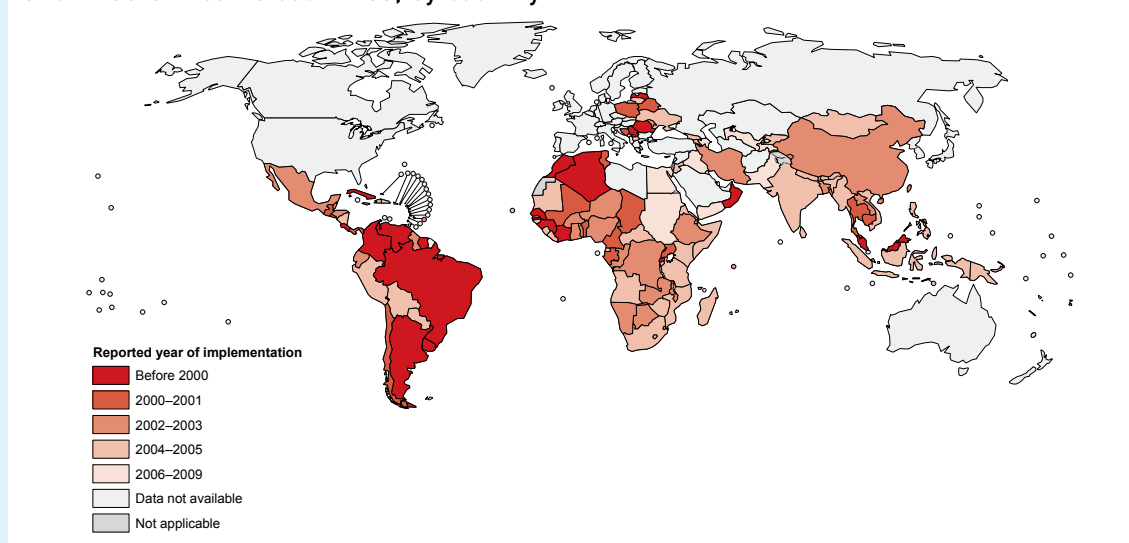 Reported year of implementation
Before 2000
2000–2001
2002–2003
2004–2005
2006–2009
Data not available
Not applicable